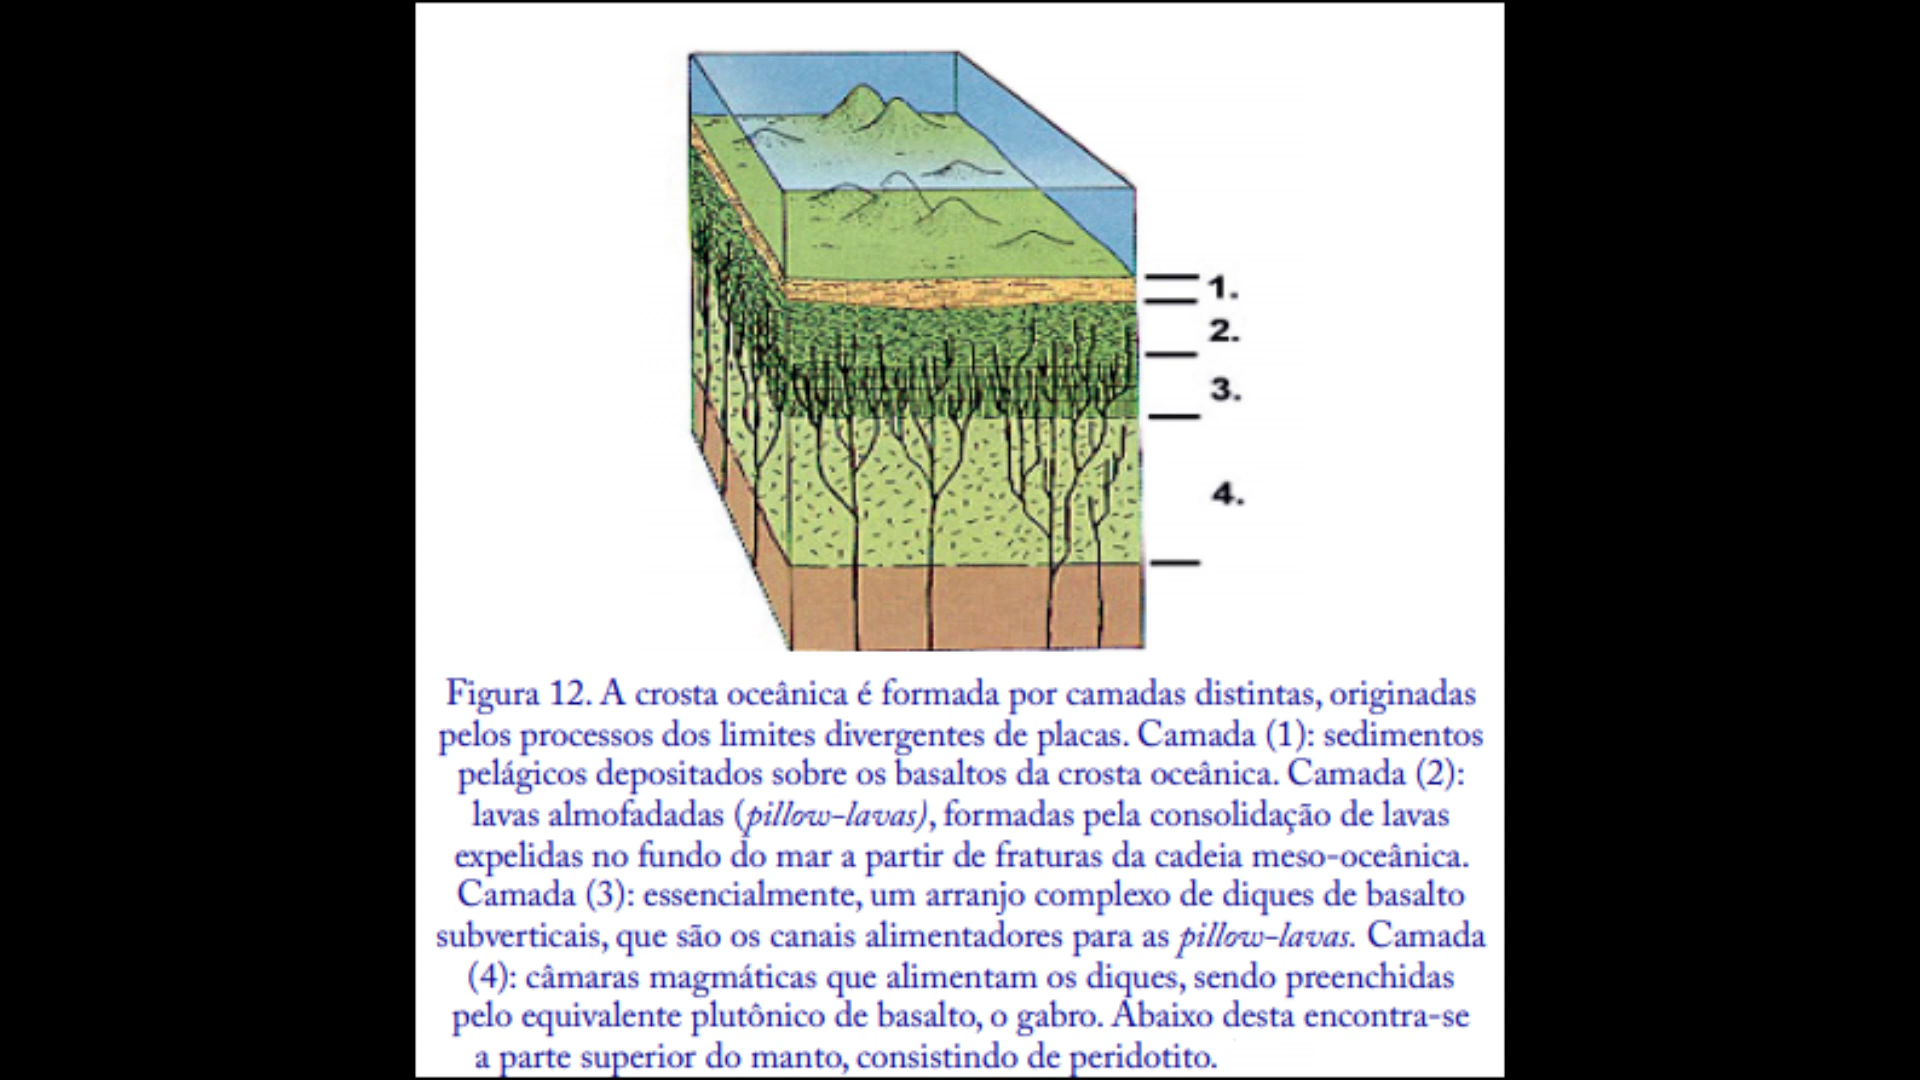 1.
2.
3.
4.
Figura 12. A crosta oceânica é formada por camadas distintas, originadas
pelos processos dos limites divergentes de placas. Camada (1): sedimentos
pelágicos depositados sobre os basaltos da crosta oceânica. Camada (2):
lavas almofadadas (pillow-lavas), formadas pela consolidação de lavas
expelidas no fundo do mar a partir de fraturas da cadeia meso-oceânica.
Camada (3): essencialmente, um arranjo complexo de diques de basalto
subverticais, que são os canais alimentadores para as pillow-lavas. Camada
(4): câmaras magmáticas que alimentam os diques, sendo preenchidas
pelo equivalente plutônico de basalto, o gabro. Abaixo desta encontra-se
a parte superior do manto, consistindo de peridotito.